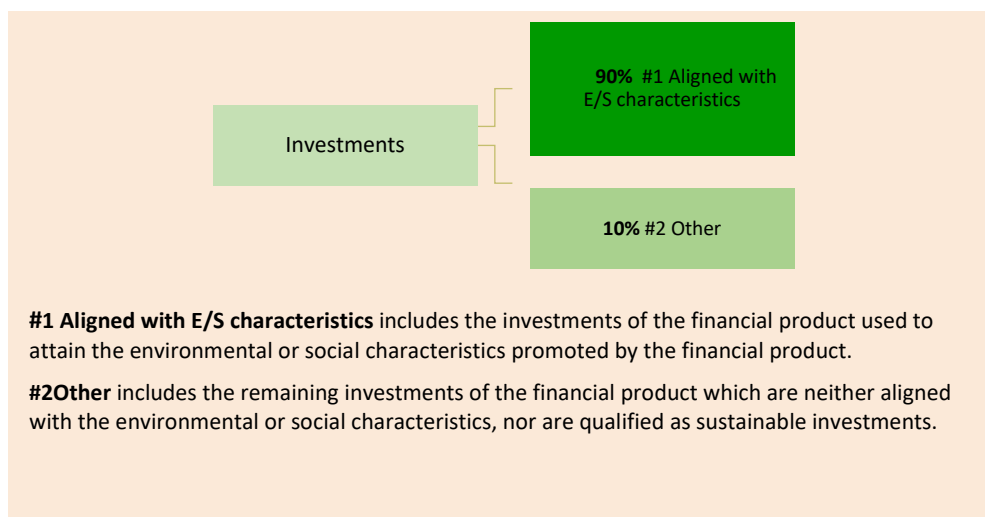 90% #1 Aligned with
E/S characteristics
Investments
10% #2 Other
#1 Aligned with E/S characteristics includes the investments of the financial product used to
attain the environmental or social characteristics promoted by the financial product.
#2Other includes the remaining investments of the financial product which are neither aligned
with the environmental or social characteristics, nor are qualified as sustainable investments.